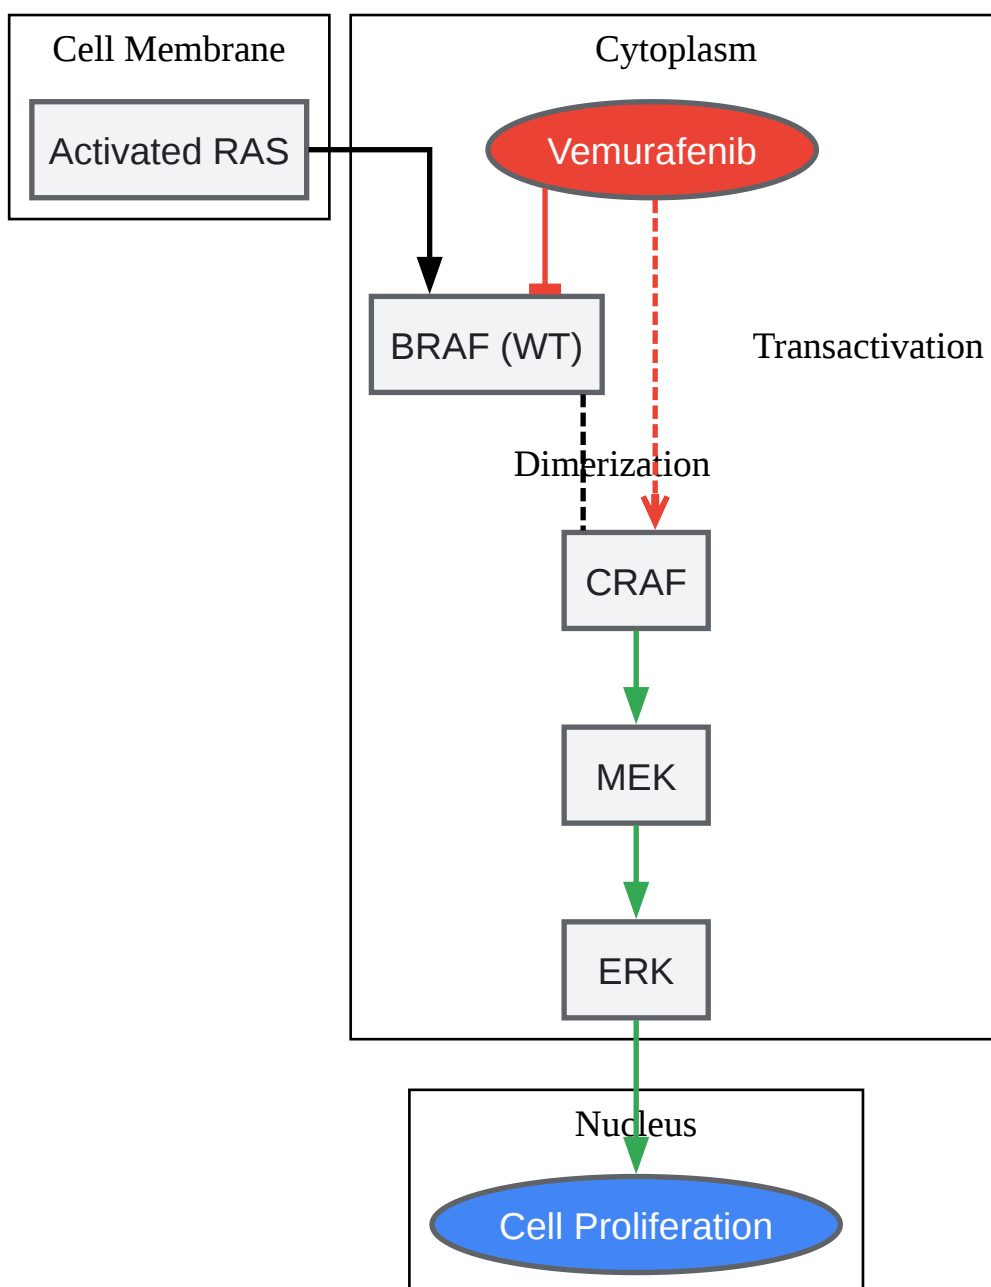 Cell Membrane
Cytoplasm
Activated RAS
Vemurafenib
BRAF (WT)
Transactivation
Dimerization
CRAF
MEK
ERK
Nucleus
Cell Proliferation